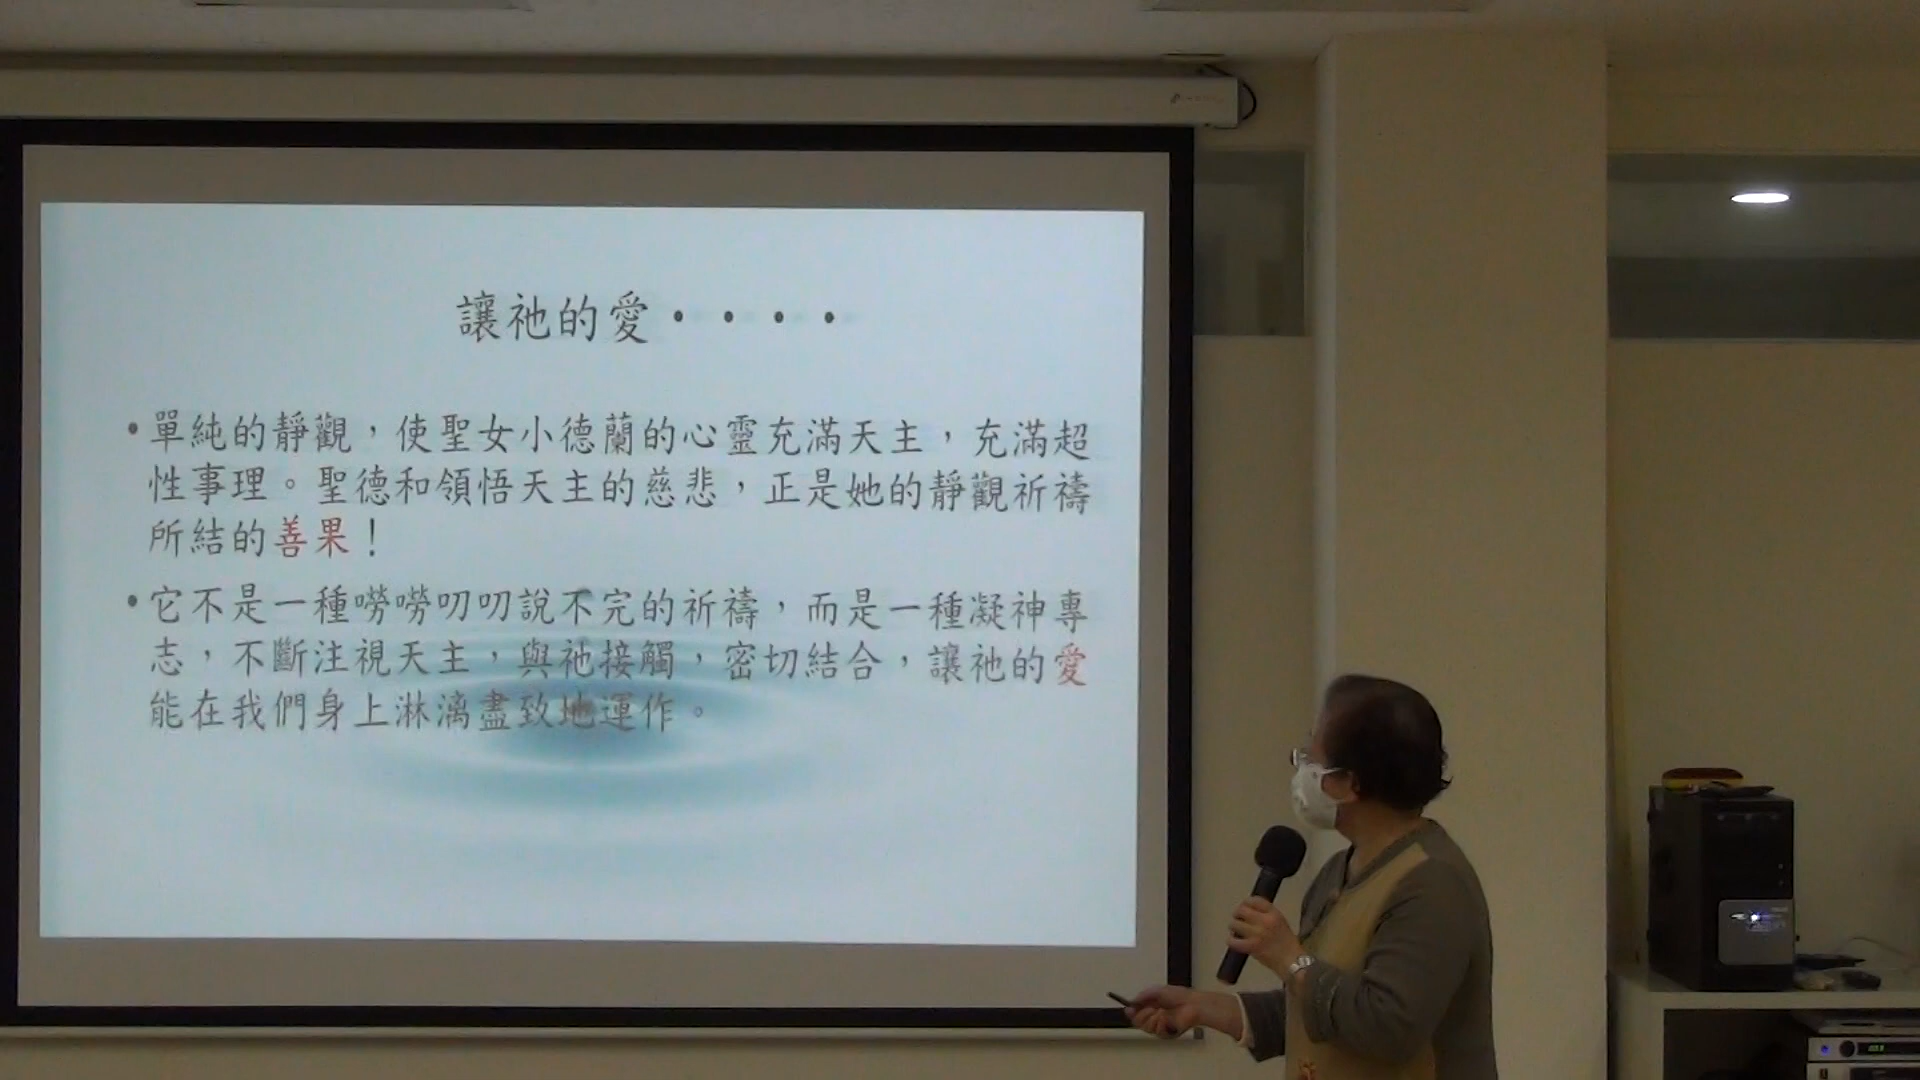 讓祂的愛・・・・
•單純的靜觀，使聖女小德蘭的心靈充滿天主，充滿超
性事理。聖德和領悟天主的慈悲，正是她的靜觀祈禱
所結的善果！
•它不是一種嘮嘮叨叨說不完的祈禱，而是一種凝神專
志，不斷注視天主，與祂接觸，密切結合，讓祂的愛
能在我們身上淋漓盡致地運作。